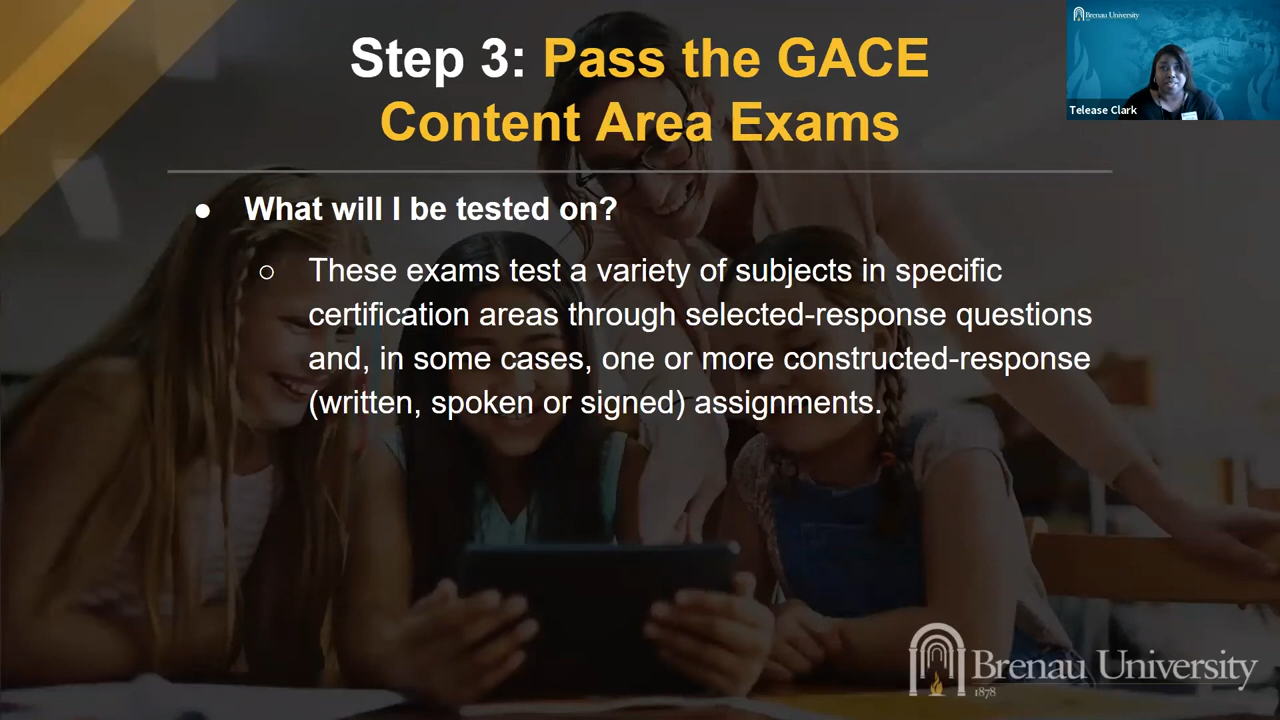 Step 3: Pass the GACE
Content Area Exams
Brenau University
Telease Clark
● What will I be tested on?
○ These exams test a variety of subjects in specific
certification areas through selected-response questions
and, in some cases, one or more constructed-response
(written, spoken or signed) assignments.
Brenau University
1878